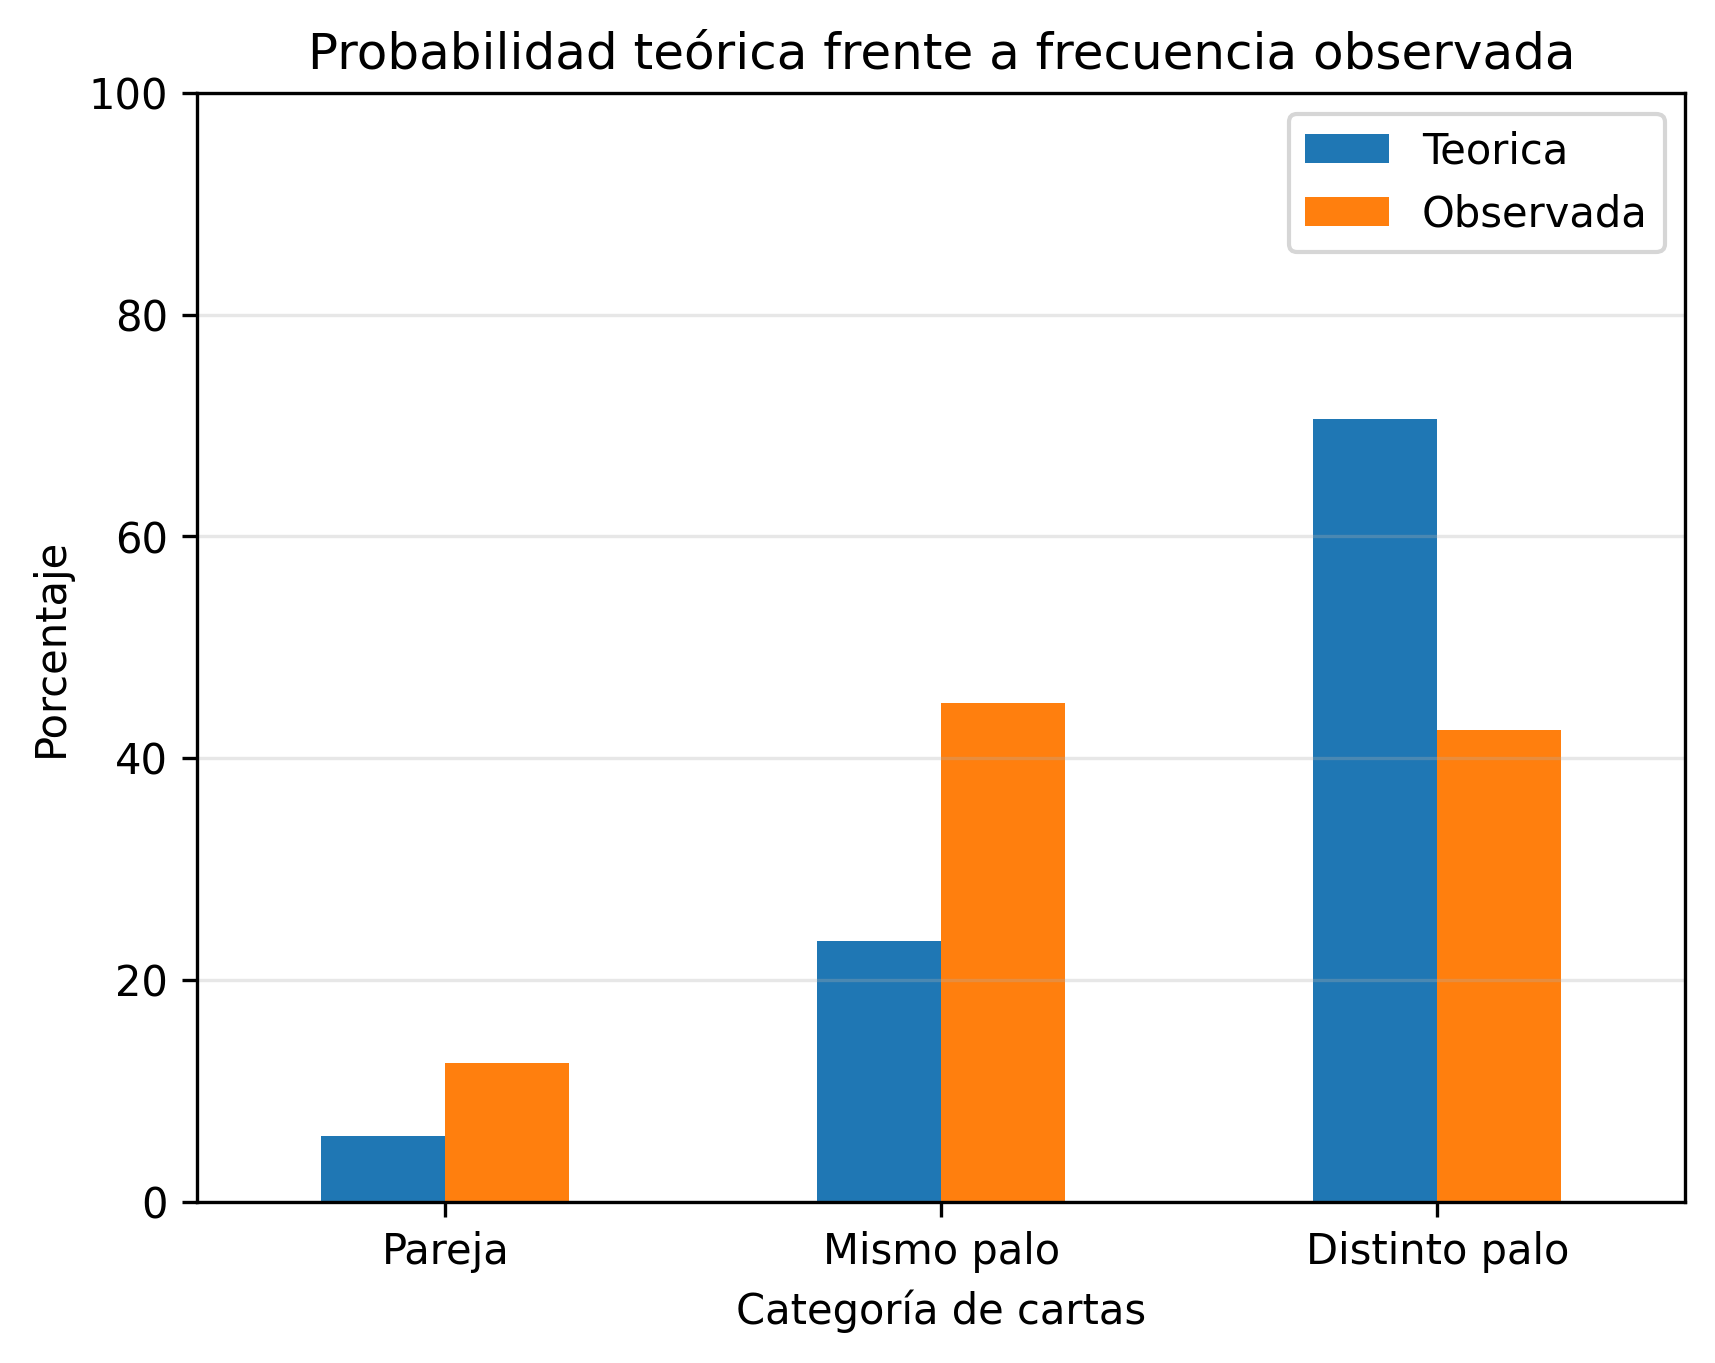 Probabilidad teórica frente a frecuencia observada
100
80
60
40
20
0
Porcentaje
Teorica
Observada
Pareja
Mismo palo
Distinto palo
Categoría de cartas